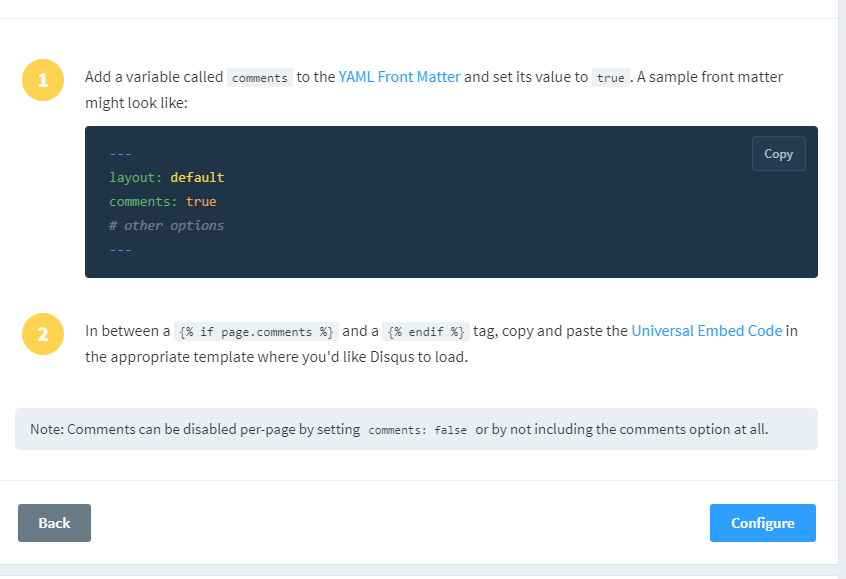 1
Add a variable called comments to the YAML Front Matter and set its value to true . A sample front matter
might look like:
Copy
---
layout: default
comments: true
# other options
---
2
In between a {% if page.comments %} and a {% endif %} tag, copy and paste the Universal Embed Code in
the appropriate template where you'd like Disqus to load.
Note: Comments can be disabled per-page by setting comments: false or by not including the comments option at all.
Back
Configure